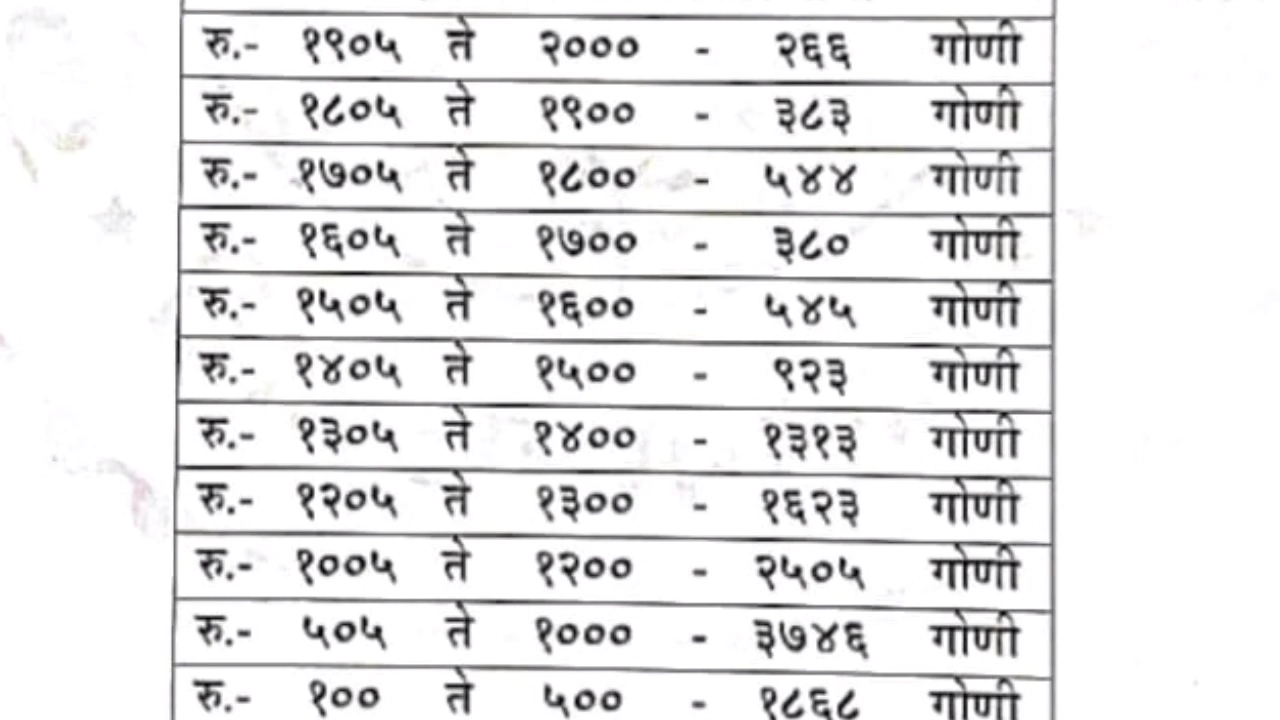 रु.- १९०५ ते २००० - २६६ गोणी
रु.- १८०५ ते १९०० - ३८३ गोणी
रु.- १७०५ ते १८०० - ५४४ गोणी
रु.- १६०५ ते १७०० - ३८० गोणी
रु.- १५०५ ते १६०० - ५४५ गोणी
रु.- १४०५ ते १५०० - ९२३ गोणी
रु.- १३०५ ते १४०० - १३१३ गोणी
रु.- १२०५ ते १३०० - १६२३ गोणी
रु.- १००५ ते १२०० - २५०५ गोणी
रु.- ५०५ ते १००० - ३७४६ गोणी
रु.- १०० ते ५०० - १८६८ गोणी